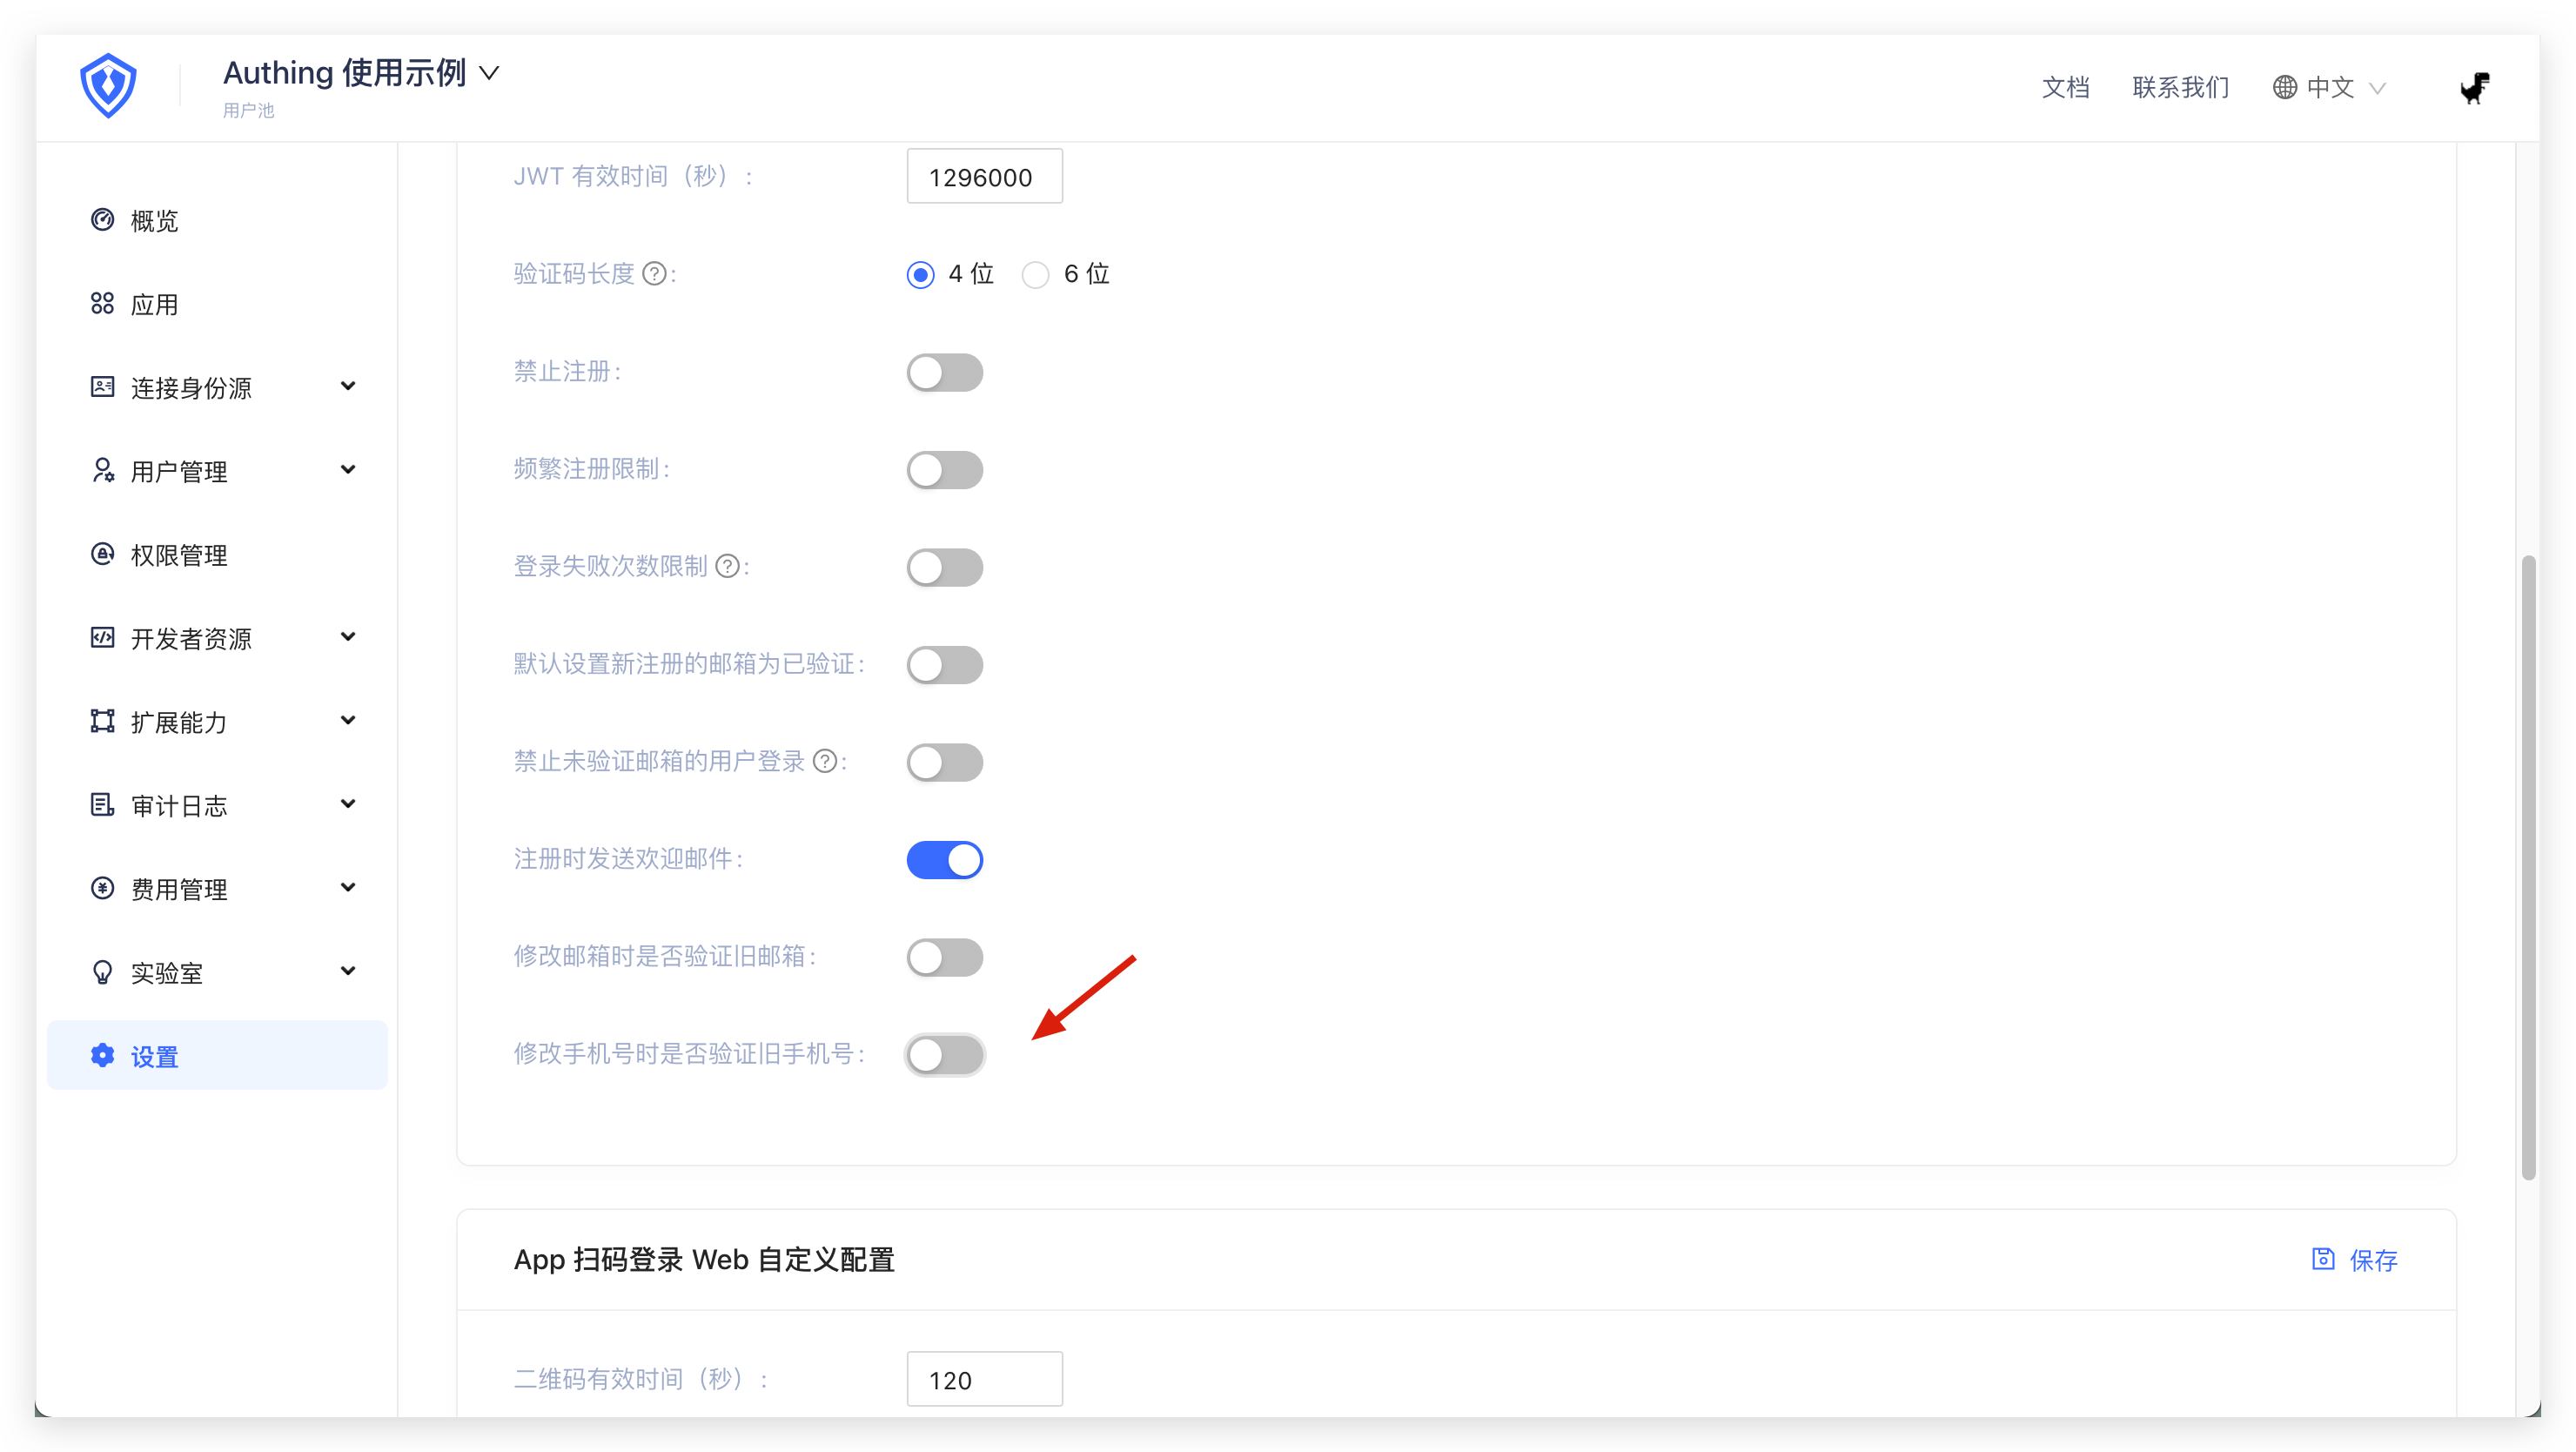 Authing 使用示例
用户池
文档
联系我们
中文
概览
应用
连接身份源
用户管理
权限管理
开发者资源
扩展能力
审计日志
费用管理
实验室
设置
JWT 有效时间（秒）: 1296000
验证码长度 ?: 4 位 6 位
禁止注册:
频繁注册限制:
登录失败次数限制 ?:
默认设置新注册的邮箱为已验证:
禁止未验证邮箱的用户登录 ?:
注册时发送欢迎邮件:
修改邮箱时是否验证旧邮箱:
修改手机号时是否验证旧手机号:
App 扫码登录 Web 自定义配置
保存
二维码有效时间（秒）: 120